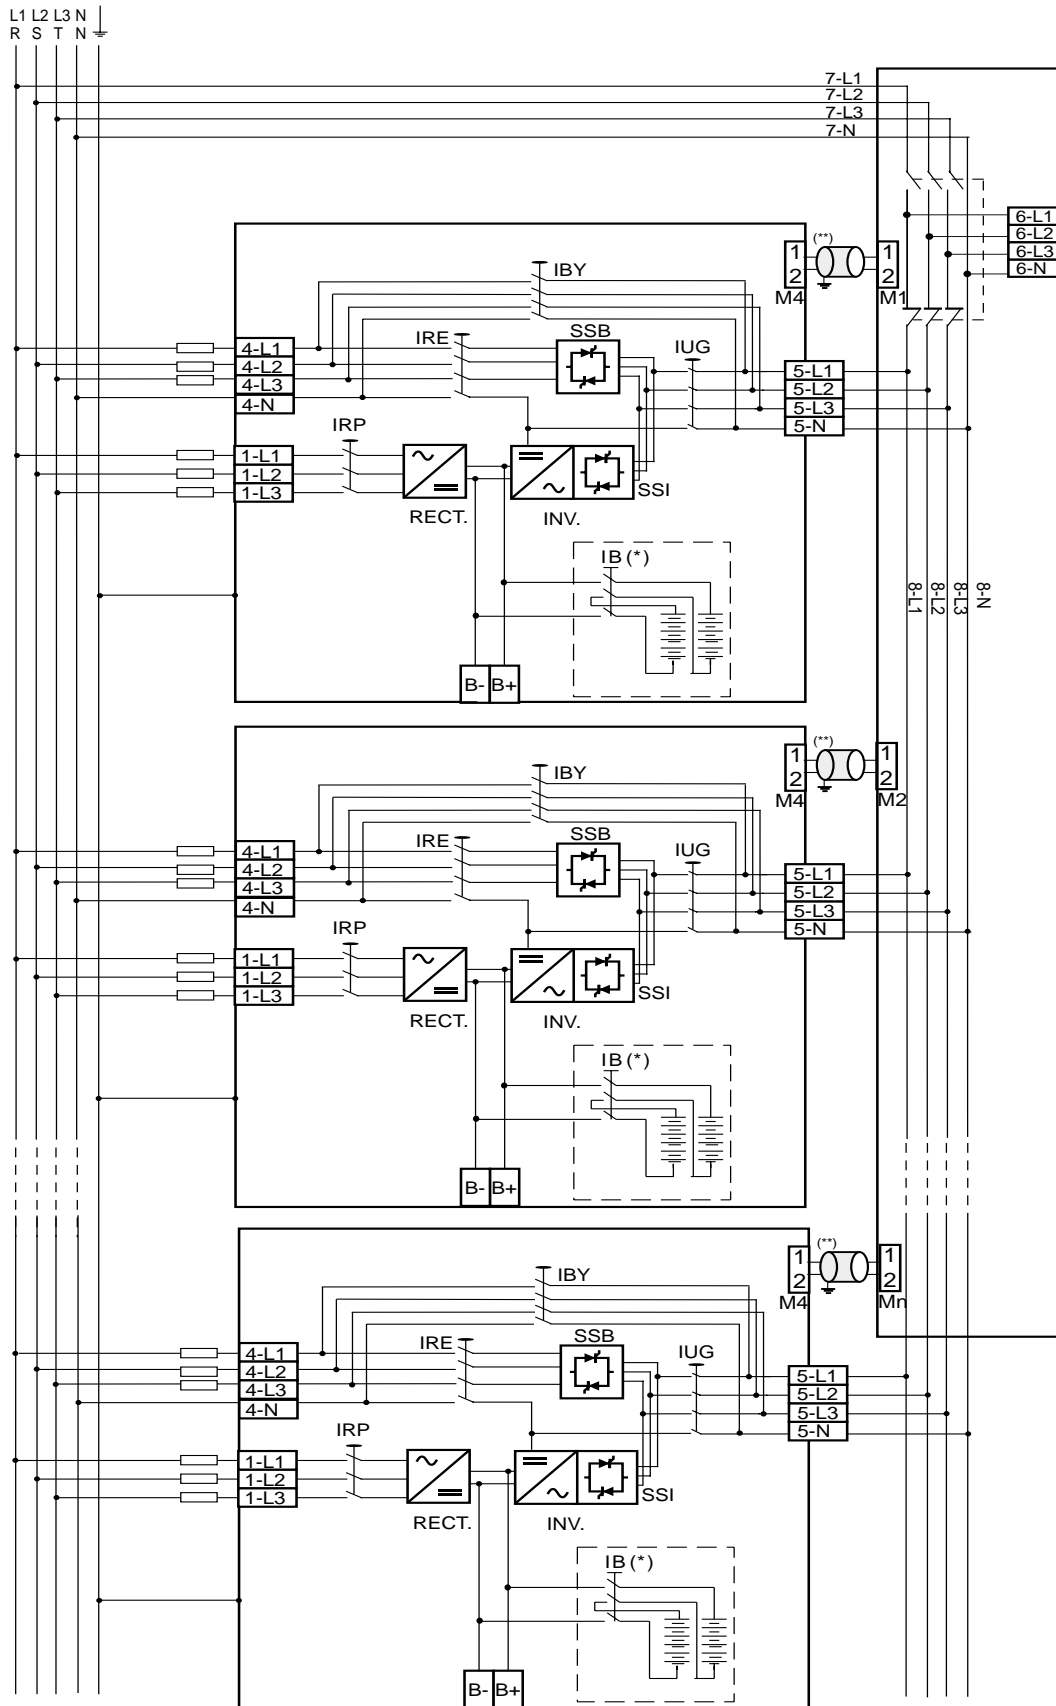 L1 L2 L3 N
R S T N
7-L1
7-L2
7-L3
7-N
6-L1
6-L2
6-L3
6-N
(**)
1
2
M4
1
2
M1
IBY
IRE
SSB
IUG
4-L1
4-L2
4-L3
4-N
5-L1
5-L2
5-L3
5-N
IRP
1-L1
1-L2
1-L3
RECT.
INV.
SSI
IB (*)
B- B+
8-L1
8-L2
8-L3
8-N
(**)
1
2
M4
1
2
M2
IBY
IRE
SSB
IUG
4-L1
4-L2
4-L3
4-N
5-L1
5-L2
5-L3
5-N
IRP
1-L1
1-L2
1-L3
RECT.
INV.
SSI
IB (*)
B- B+
(**)
1
2
M4
1
2
Mn
IBY
IRE
SSB
IUG
4-L1
4-L2
4-L3
4-N
5-L1
5-L2
5-L3
5-N
IRP
1-L1
1-L2
1-L3
RECT.
INV.
SSI
IB (*)
B- B+